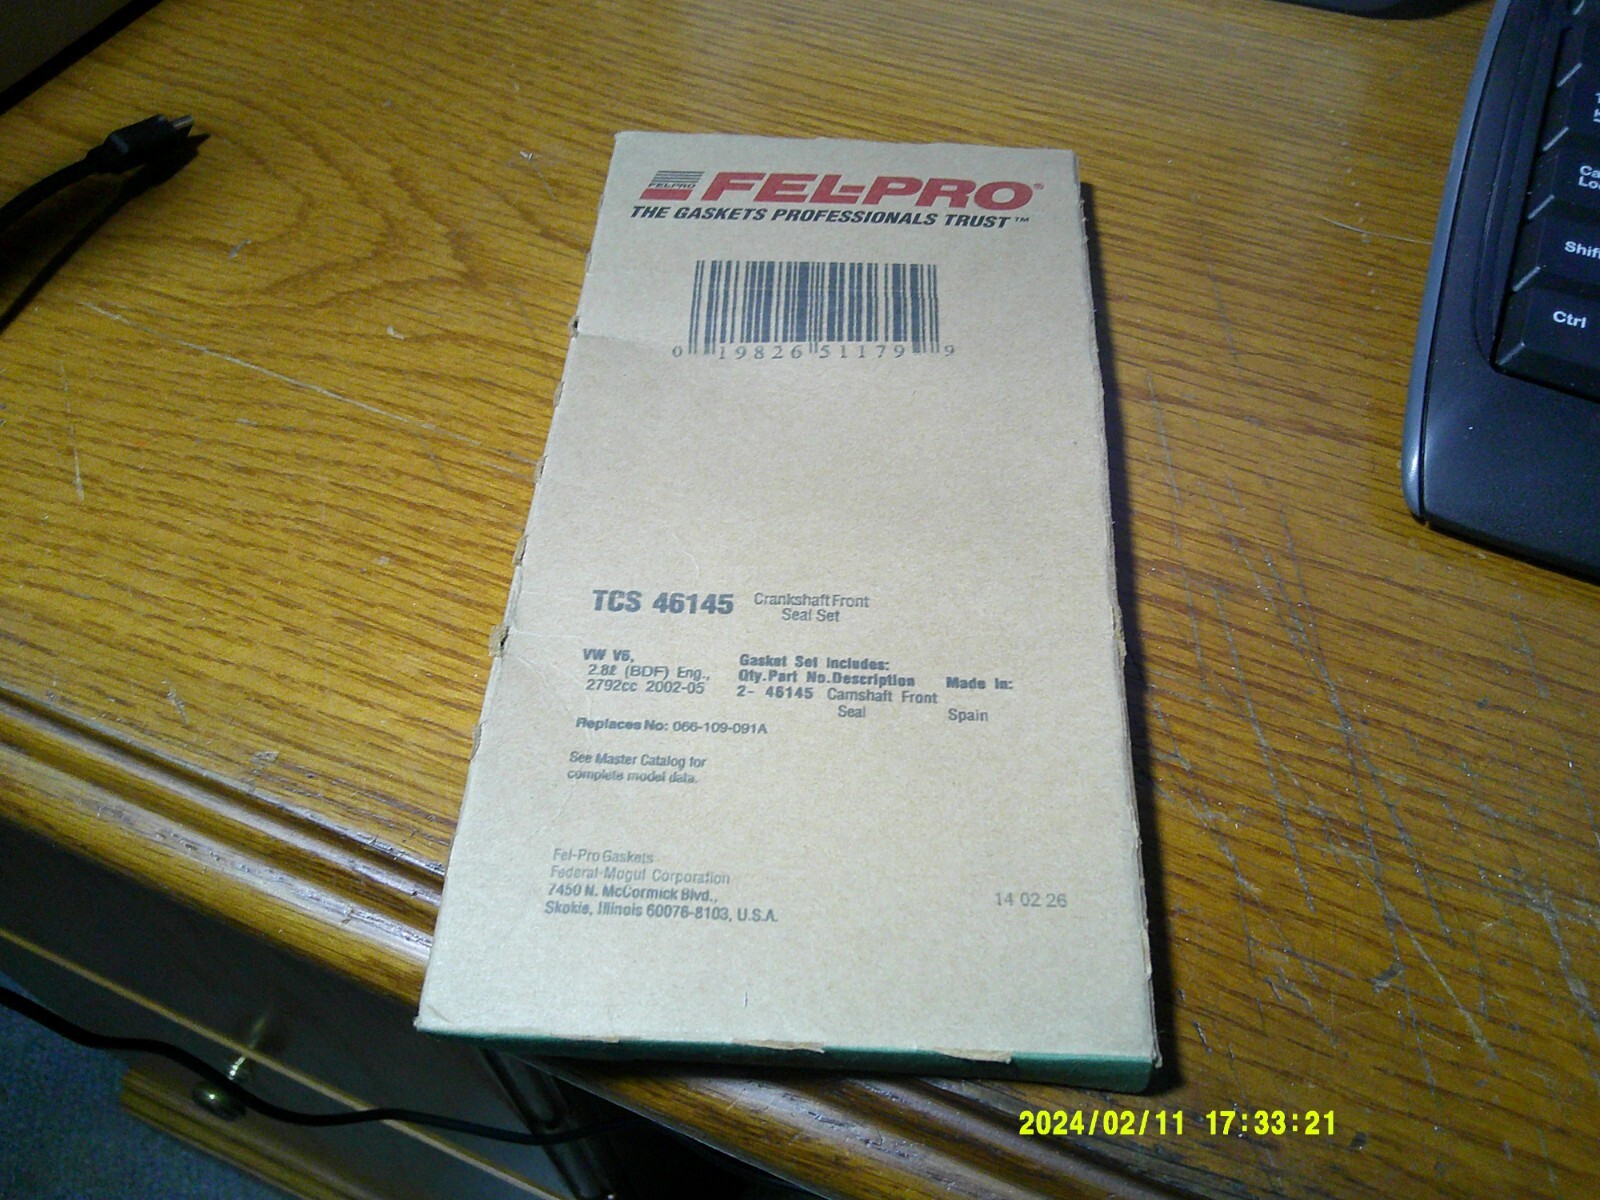 FELPRO
FEL-PRO®
THE GASKETS PROFESSIONALS TRUST™
0 19826 51179 9
TCS 46145 Crankshaft Front
Seal Set
VW V6,
2.8ℓ (BDF) Eng.,
2792cc 2002-05
Gasket Set Includes:
Qty. Part No. Description Made In:
2- 46145 Camshaft Front
Seal Spain
Replaces No: 066-109-091A
See Master Catalog for
complete model data.
Fel-Pro Gaskets
Federal-Mogul Corporation
7450 N. McCormick Blvd.,
Skokie, Illinois 60076-8103, U.S.A.
14 02 26
Shif
Ctrl
2024/02/11 17:33:21